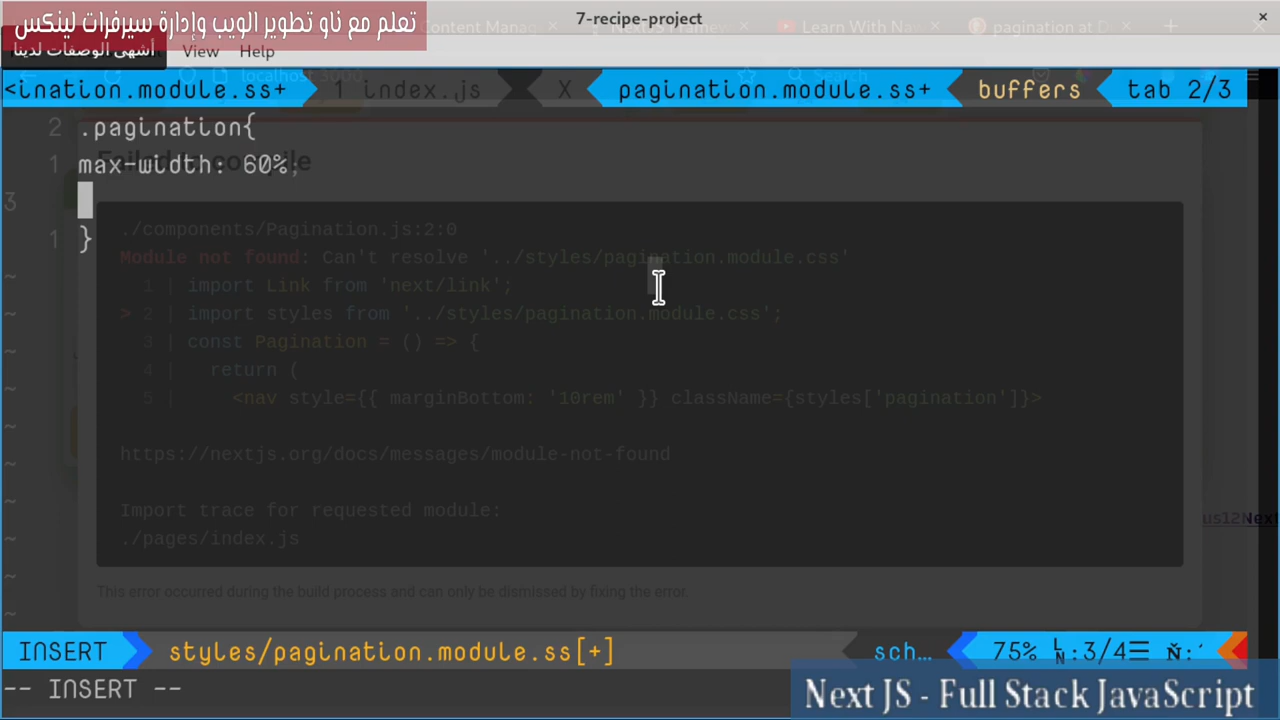 7-recipe-project
تعلم مع ناو تطوير الويب وإدارة سيرفرات لينكس
Content Manag
NextJS Framew
Learn With Na
pagination at D
أشهى الوصفات لدينا
View Help
localhost:3000
Search
<ination.module.ss+ 1 index.js X pagination.module.ss+ buffers tab 2/3
2 .pagination{
1 max-width: 60%;
3
1 }
Failed to compile
./components/Pagination.js:2:0
Module not found: Can't resolve '../styles/pagination.module.css'
1 | import Link from 'next/link';
> 2 | import styles from '../styles/pagination.module.css';
3 | const Pagination = () => {
4 | return (
5 | <nav style={{ marginBottom: '10rem' }} className={styles['pagination']}>
https://nextjs.org/docs/messages/module-not-found
us12Next
Import trace for requested module:
./pages/index.js
This error occurred during the build process and can only be dismissed by fixing the error.
INSERT styles/pagination.module.ss[+] sch… 75% ㏑:3/4☰
-- INSERT --
Next JS - Full Stack JavaScript